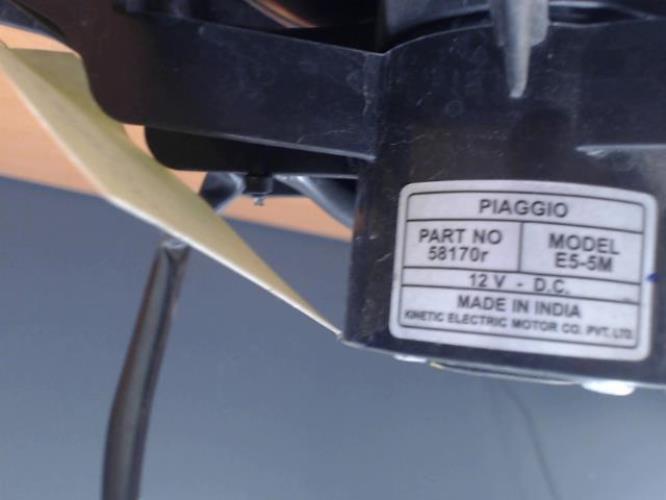 PIAGGIO
PART NO MODEL
58170r E5-5M
12 V - D.C.
MADE IN INDIA
KINETIC ELECTRIC MOTOR CO. PVT. LTD.